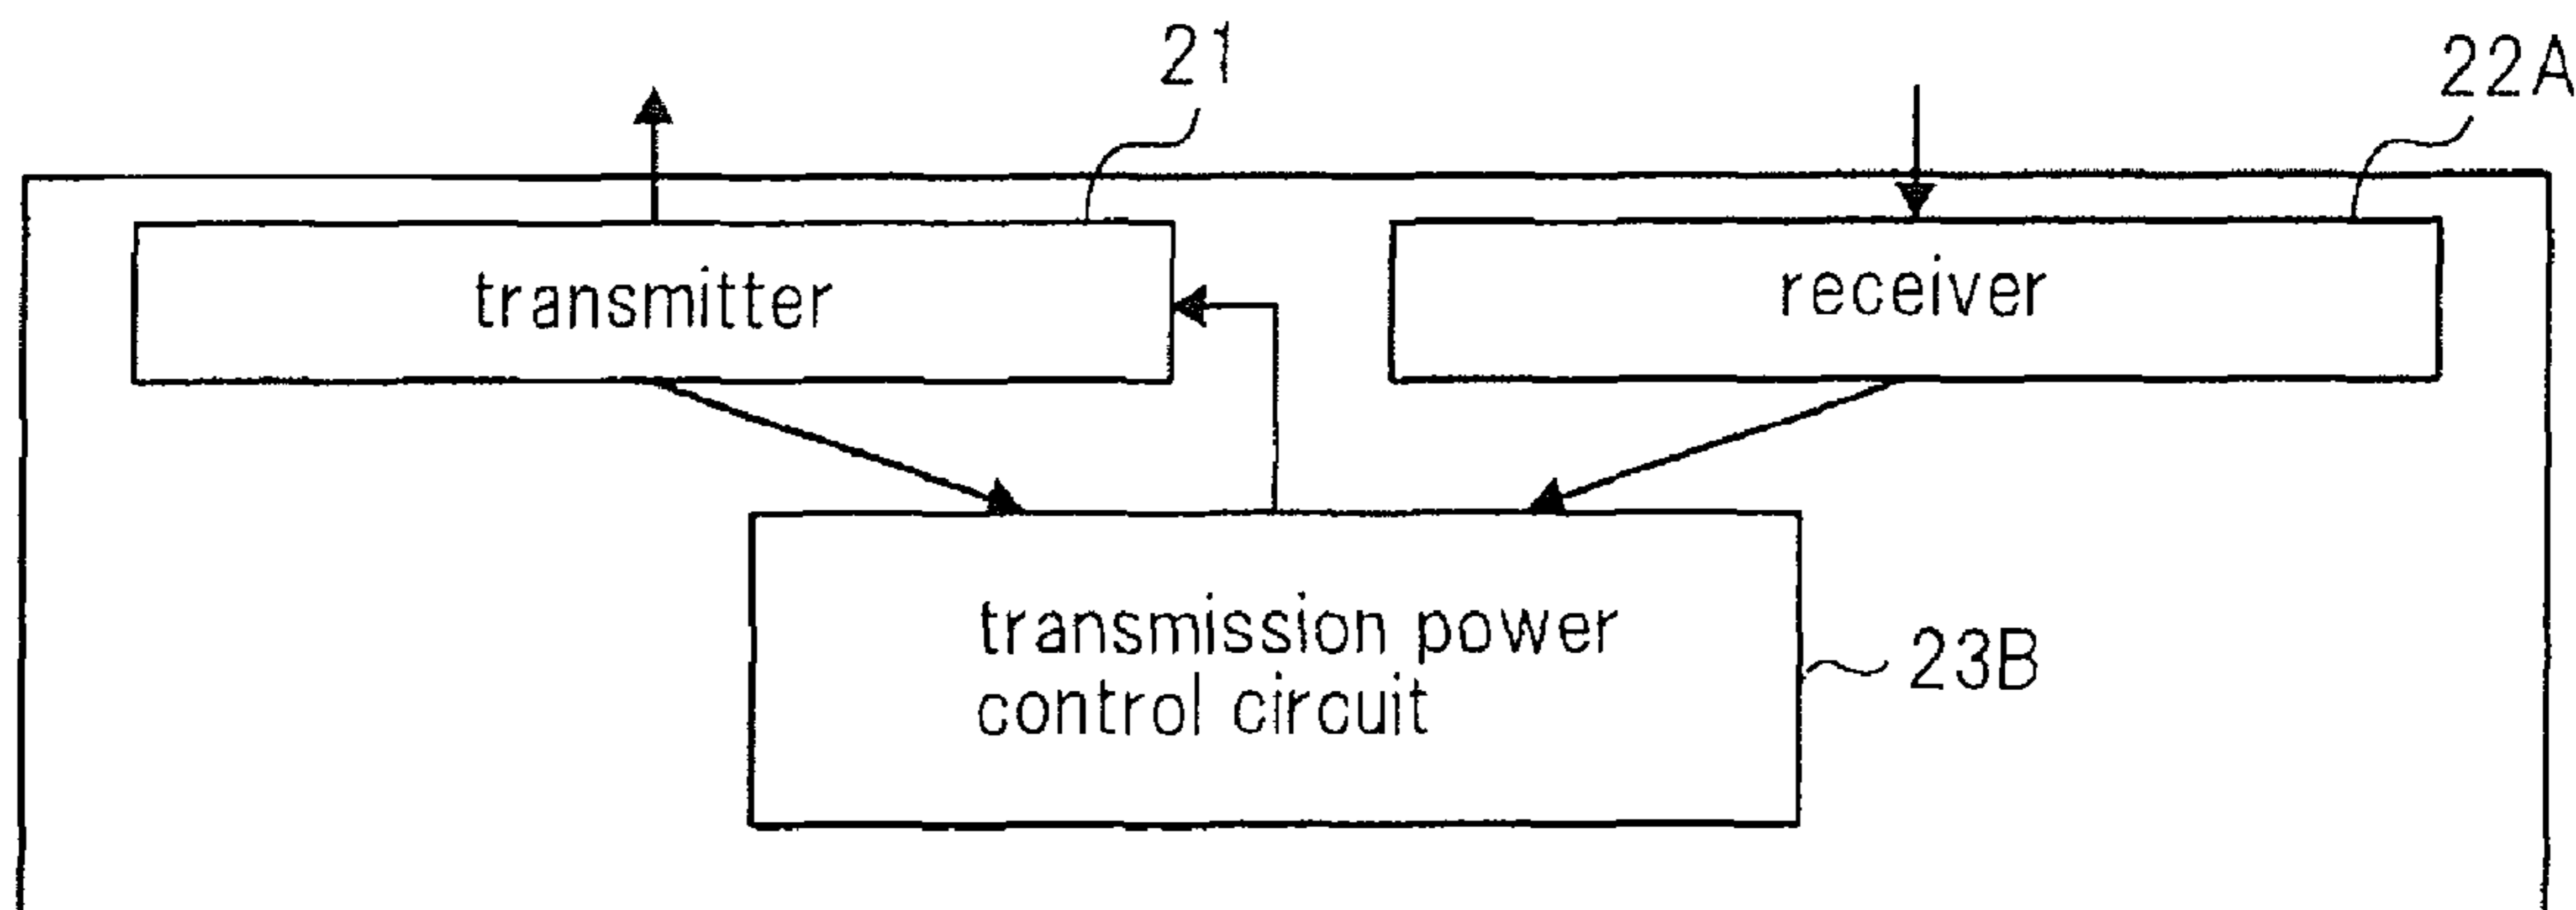 21
22A
transmitter
receiver
transmission power
control circuit
23B